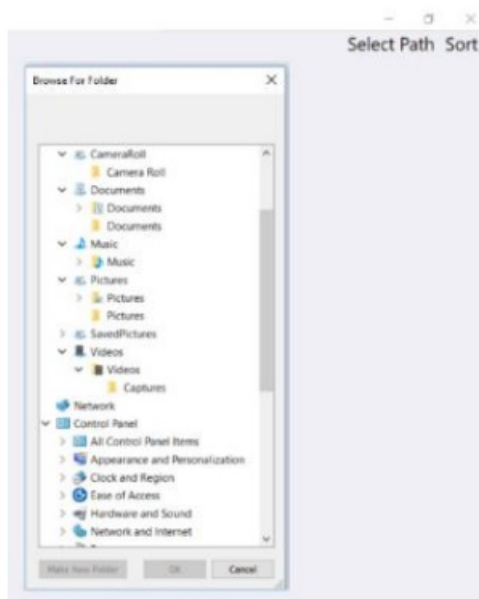 Select Path Sort
Browse For Folder
CameraRoll
Camera Roll
Documents
Documents
Documents
Music
Music
Pictures
Pictures
Pictures
SavedPictures
Videos
Videos
Captures
Network
Control Panel
All Control Panel Items
Appearance and Personalization
Clock and Region
Ease of Access
Hardware and Sound
Network and Internet
Make New Folder OK Cancel